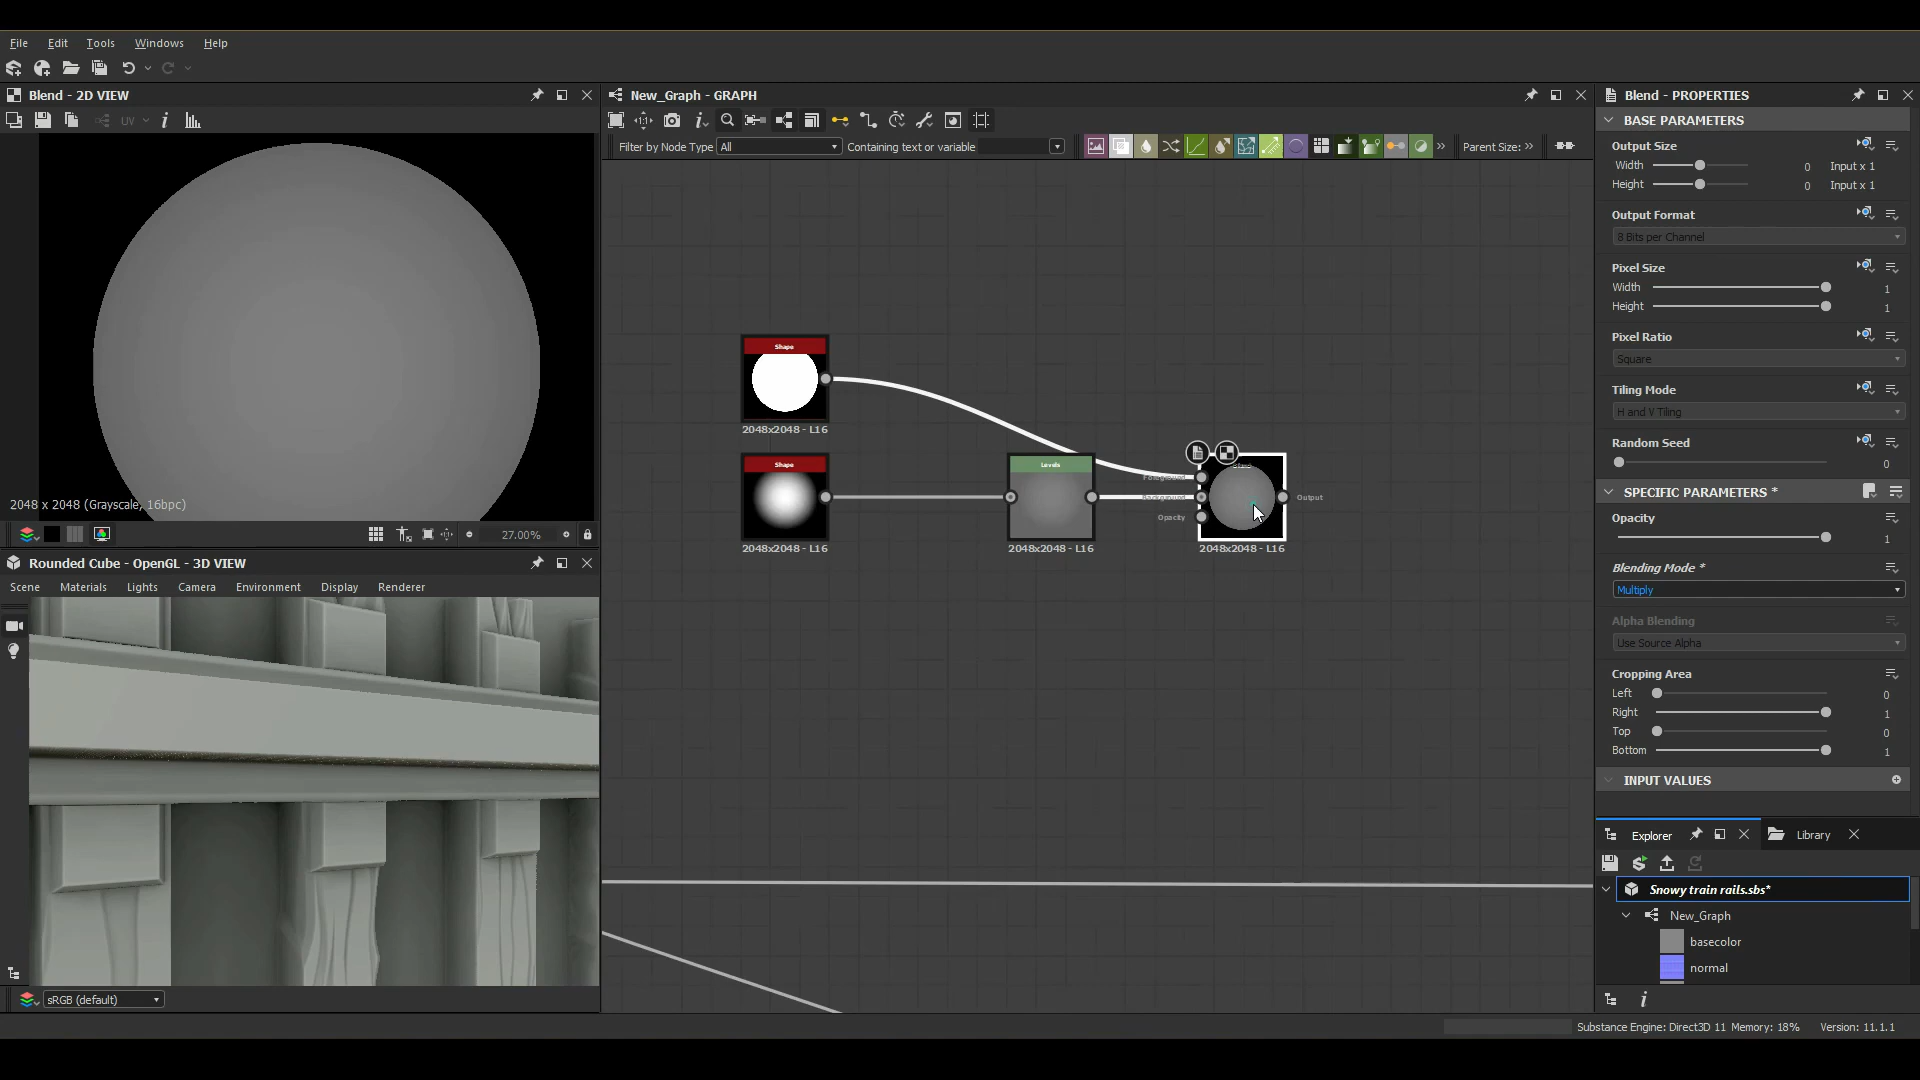 File Edit Tools Windows Help
Blend - 2D VIEW
UV
2048 x 2048 (Grayscale, 16bpc)
27.00%
Rounded Cube - OpenGL - 3D VIEW
Scene Materials Lights Camera Environment Display Renderer
sRGB (default)
New_Graph - GRAPH
Filter by Node Type All Containing text or variable Parent Size:
Shape
2048x2048 - L16
Shape
2048x2048 - L16
Levels
2048x2048 - L16
Blend
Foreground
Background
Opacity
Output
2048x2048 - L16
Blend - PROPERTIES
BASE PARAMETERS
Output Size
Width 0 Input x 1
Height 0 Input x 1
Output Format
8 Bits per Channel
Pixel Size
Width 1
Height 1
Pixel Ratio
Square
Tiling Mode
H and V Tiling
Random Seed
0
SPECIFIC PARAMETERS *
Opacity
1
Blending Mode *
Multiply
Alpha Blending
Use Source Alpha
Cropping Area
Left 0
Right 1
Top 0
Bottom 1
INPUT VALUES
Explorer Library
Snowy train rails.sbs*
New_Graph
basecolor
normal
Substance Engine: Direct3D 11 Memory: 18% Version: 11.1.1